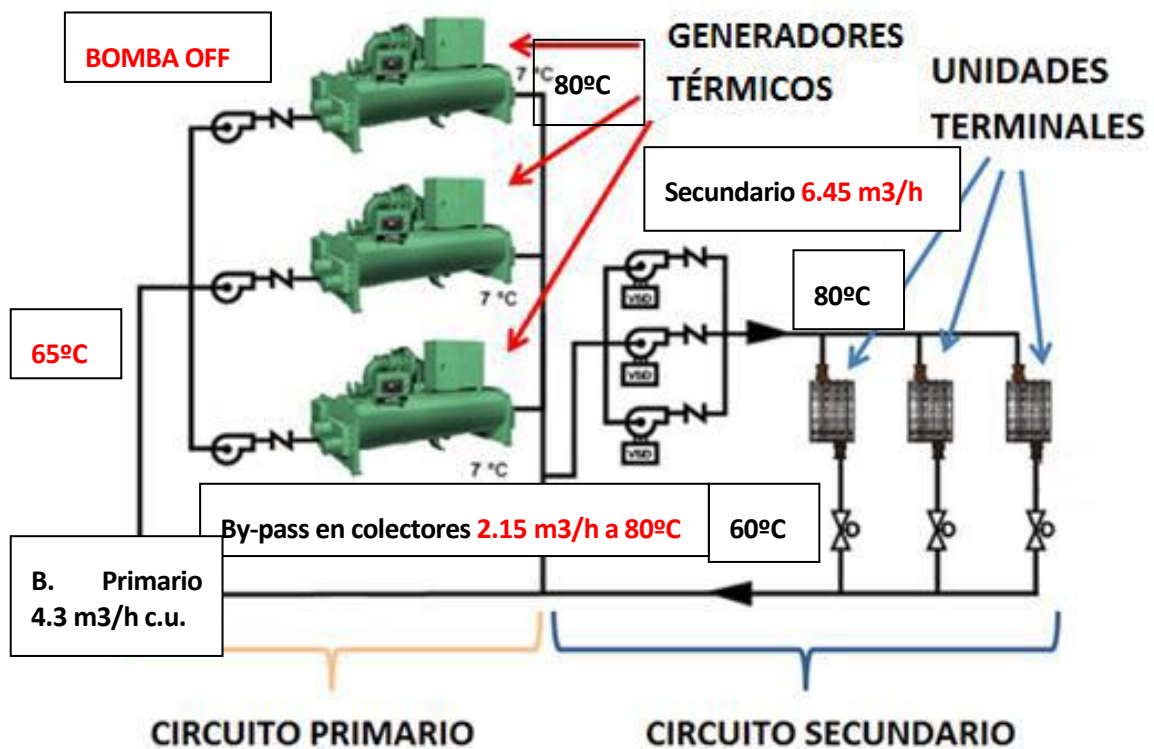 BOMBA OFF
7 °C
80ºC
GENERADORES
TÉRMICOS
UNIDADES
TERMINALES
Secundario 6.45 m3/h
7 °C
VSD
80ºC
VSD
65ºC
VSD
7 °C
By-pass en colectores 2.15 m3/h a 80ºC
60ºC
B. Primario
4.3 m3/h c.u.
CIRCUITO PRIMARIO
CIRCUITO SECUNDARIO